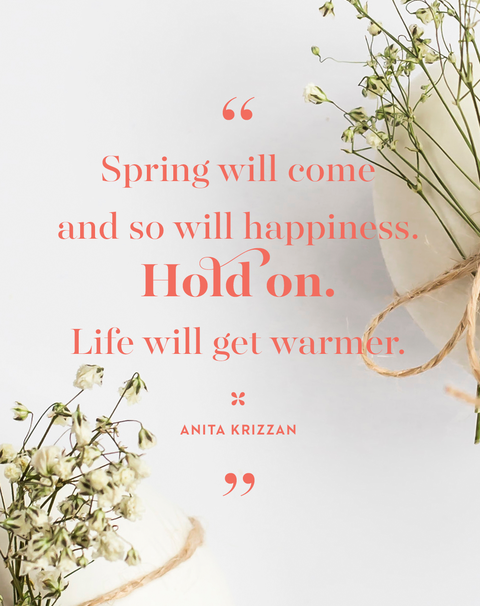 “
Spring will come
and so will happiness.
Hold on.
Life will get warmer.
ANITA KRIZZAN
”